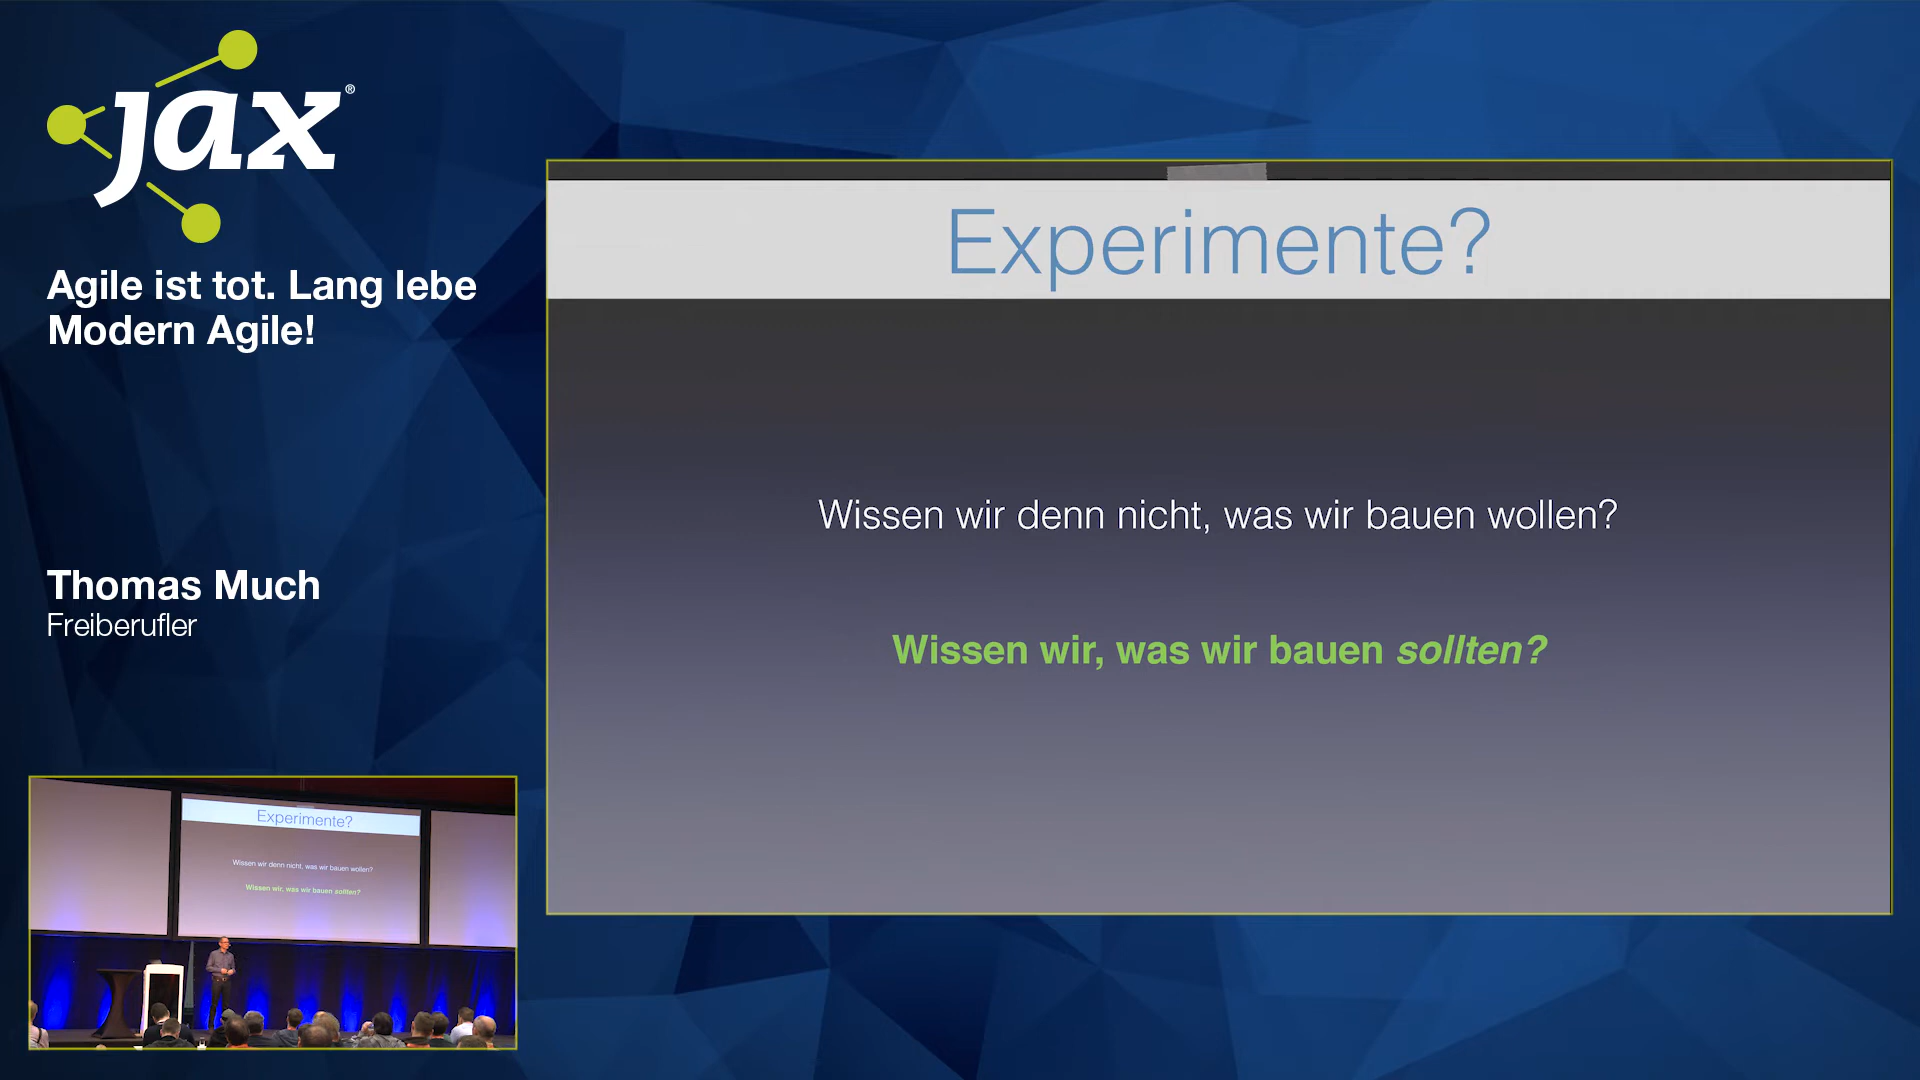 jax®
Agile ist tot. Lang lebe
Modern Agile!
Thomas Much
Freiberufler
Experimente?
Wissen wir denn nicht, was wir bauen wollen?
Wissen wir, was wir bauen sollten?
Experimente?
Wissen wir denn nicht, was wir bauen wollen?
Wissen wir, was wir bauen sollten?